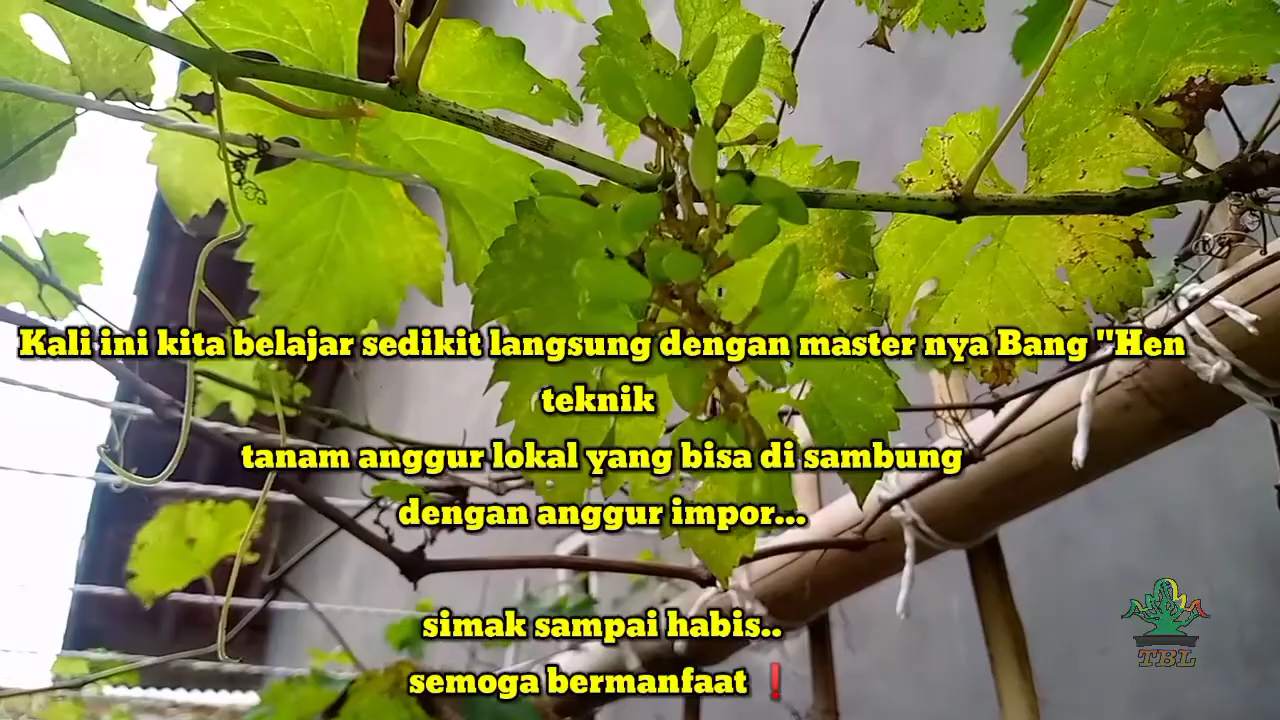 Kali ini kita belajar sedikit langsung dengan master nya Bang "Hen
teknik
tanam anggur lokal yang bisa di sambung
dengan anggur impor...
simak sampai habis..
semoga bermanfaat ❗
TBL